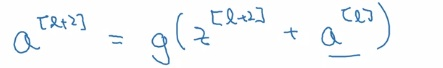 a^[l+2] = g(z^[l+2] + a^[l])